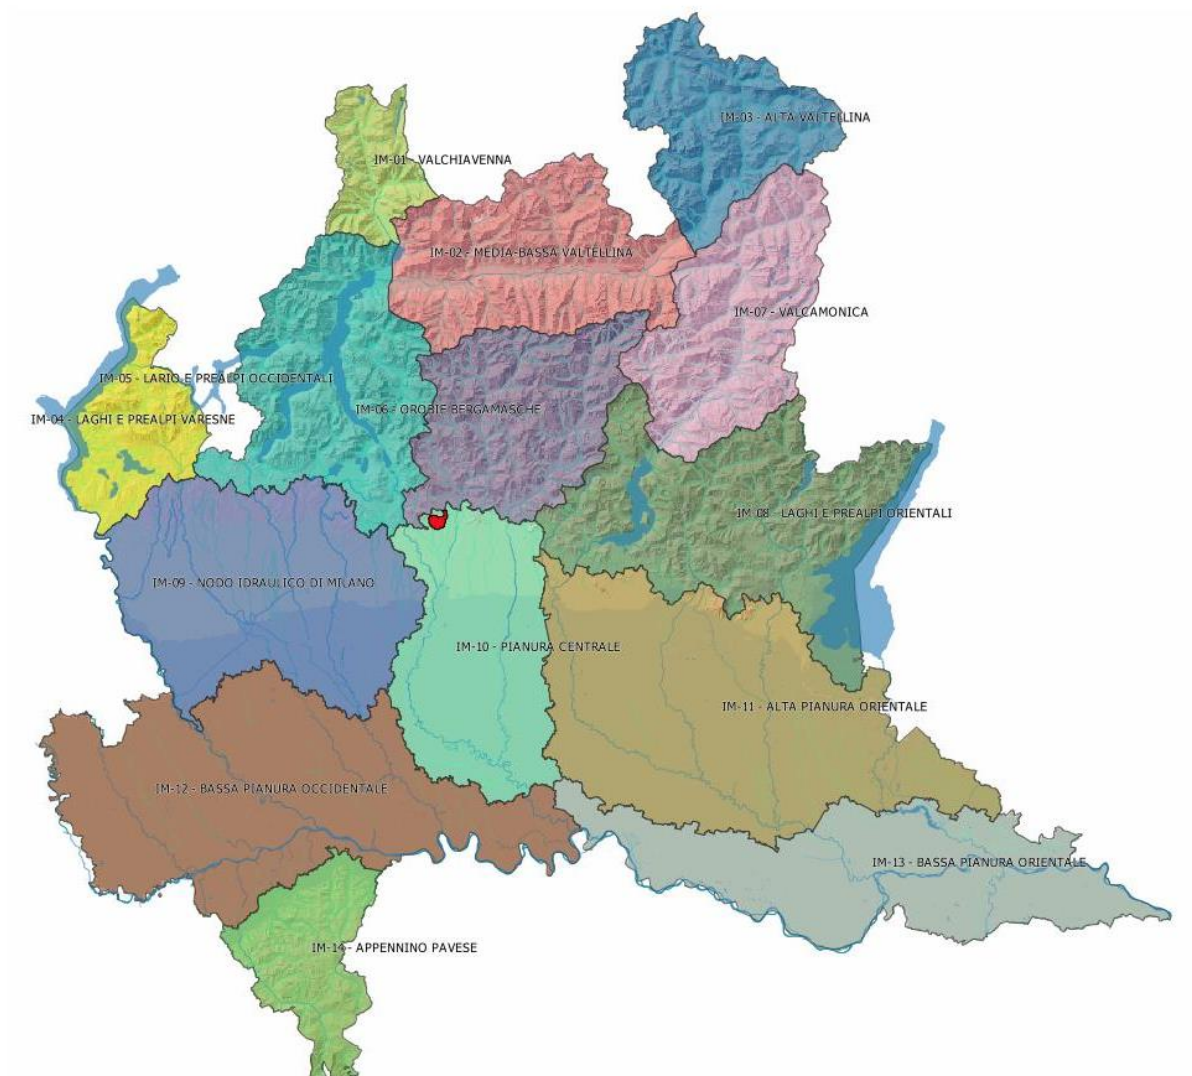 IM-03 - ALTA VALTELLINA
IM-01 - VALCHIAVENNA
IM-02 - MEDIA-BASSA VALTELLINA
IM-07 - VALCAMONICA
IM-05 - LARIO E PREALPI OCCIDENTALI
IM-06 - OROBIE BERGAMASCHE
IM-04 - LAGHI E PREALPI VARESNE
IM-08 - LAGHI E PREALPI ORIENTALI
IM-09 - NODO IDRAULICO DI MILANO
IM-10 - PIANURA CENTRALE
IM-11 - ALTA PIANURA ORIENTALE
IM-12 - BASSA PIANURA OCCIDENTALE
IM-13 - BASSA PIANURA ORIENTALE
IM-14 - APPENNINO PAVESE